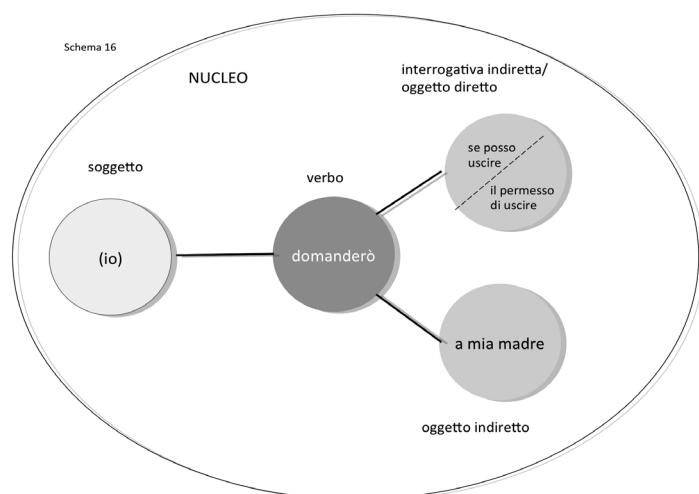 Schema 16
NUCLEO
interrogativa indiretta/
oggetto diretto
soggetto
verbo
se posso
uscire
il permesso
di uscire
(io)
domanderò
a mia madre
oggetto indiretto